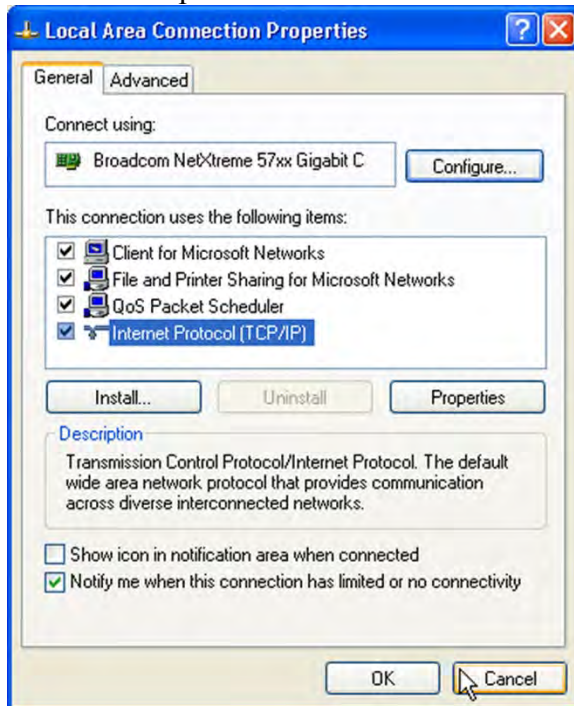 Local Area Connection Properties
General Advanced
Connect using:
Broadcom NetXtreme 57xx Gigabit C Configure...
This connection uses the following items:
Client for Microsoft Networks
File and Printer Sharing for Microsoft Networks
QoS Packet Scheduler
Internet Protocol (TCP/IP)
Install... Uninstall Properties
Description
Transmission Control Protocol/Internet Protocol. The default
wide area network protocol that provides communication
across diverse interconnected networks.
Show icon in notification area when connected
Notify me when this connection has limited or no connectivity
OK Cancel